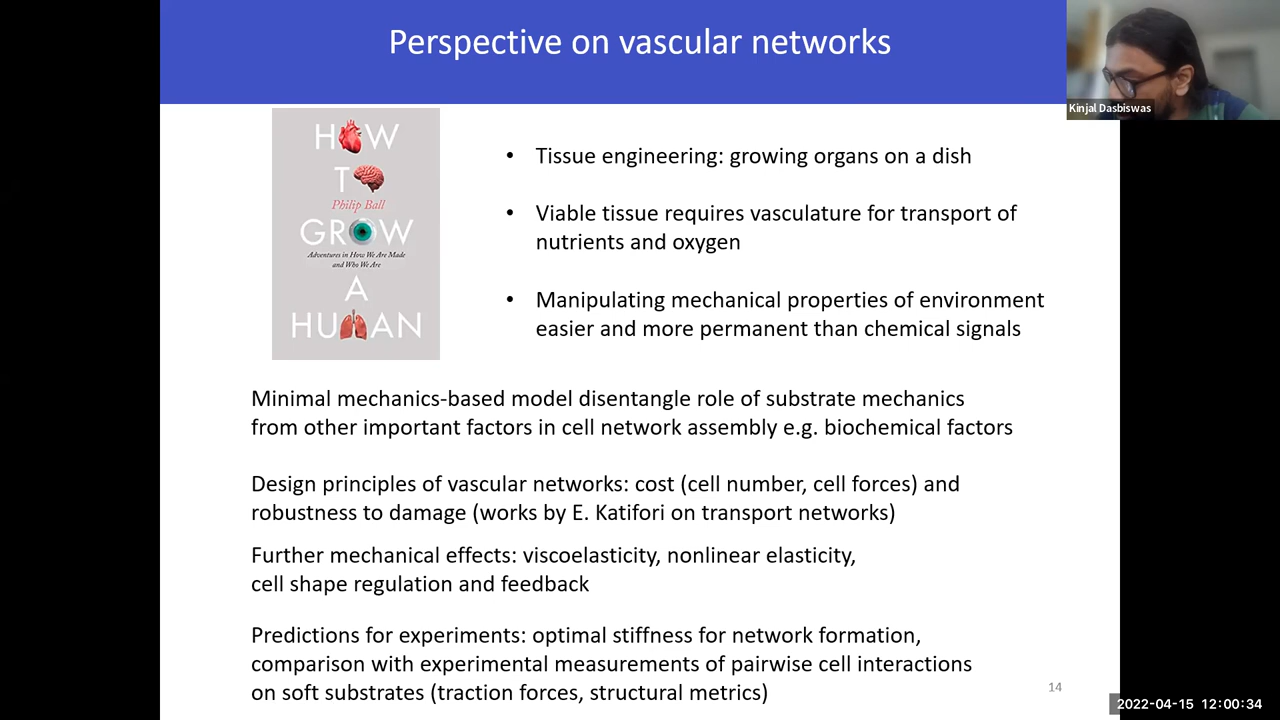 Perspective on vascular networks
Kinjal Dasbiswas
HOW
TO
Philip Ball
GROW
Adventures in How We Are Made
and Who We Are
A
HUMAN
• Tissue engineering: growing organs on a dish
• Viable tissue requires vasculature for transport of
nutrients and oxygen
• Manipulating mechanical properties of environment
easier and more permanent than chemical signals
Minimal mechanics-based model disentangle role of substrate mechanics
from other important factors in cell network assembly e.g. biochemical factors
Design principles of vascular networks: cost (cell number, cell forces) and
robustness to damage (works by E. Katifori on transport networks)
Further mechanical effects: viscoelasticity, nonlinear elasticity,
cell shape regulation and feedback
Predictions for experiments: optimal stiffness for network formation,
comparison with experimental measurements of pairwise cell interactions
on soft substrates (traction forces, structural metrics)
14
2022-04-15 12:00:34